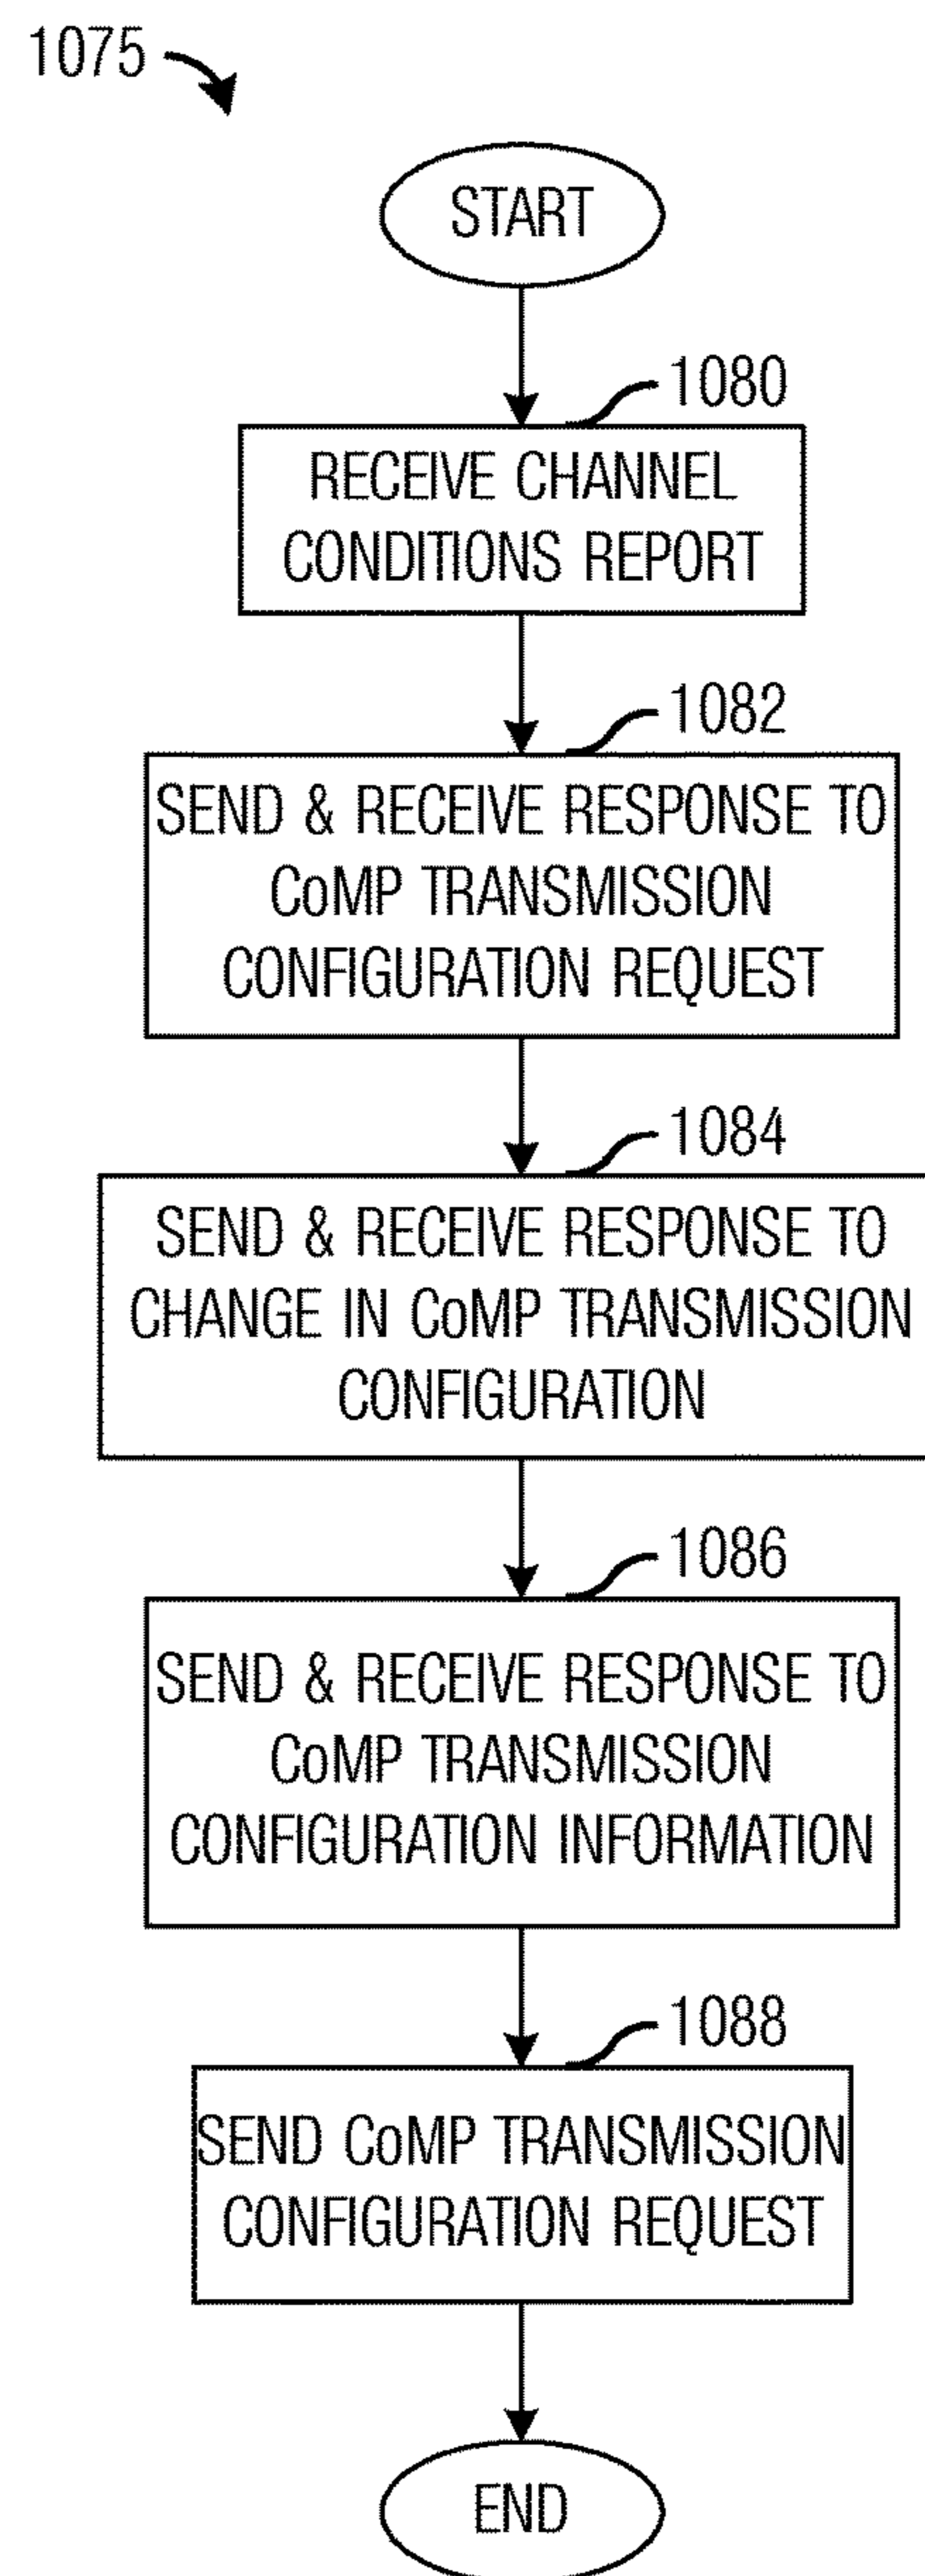 1075
START
1080
RECEIVE CHANNEL
CONDITIONS REPORT
1082
SEND & RECEIVE RESPONSE TO
CoMP TRANSMISSION
CONFIGURATION REQUEST
1084
SEND & RECEIVE RESPONSE TO
CHANGE IN CoMP TRANSMISSION
CONFIGURATION
1086
SEND & RECEIVE RESPONSE TO
CoMP TRANSMISSION
CONFIGURATION INFORMATION
1088
SEND CoMP TRANSMISSION
CONFIGURATION REQUEST
END